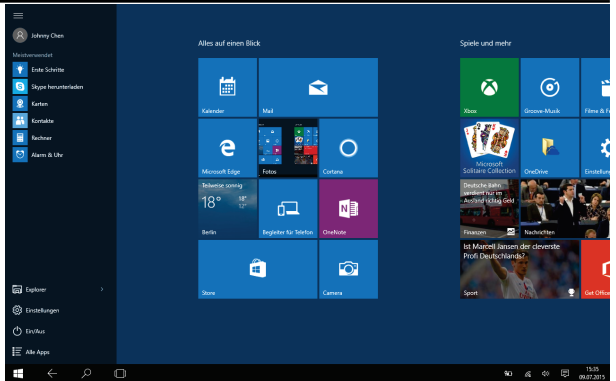 Johnny Chen
Meistverwendet
Erste Schritte
Skype herunterladen
Karten
Kontakte
Rechner
Alarm & Uhr
Explorer
Einstellungen
Ein/Aus
Alle Apps
Alles auf einen Blick
Kalender
Mail
Microsoft Edge
Fotos
Cortana
Teilweise sonnig
18°
18°
12°
Berlin
Begleiter für Telefon
OneNote
Store
Camera
Spiele und mehr
Xbox
Groove-Musik
Filme & Fe
Microsoft
Solitaire Collection
OneDrive
Einstellun
Deutsche Bahn
verdient nur im
Ausland richtig Geld
Finanzen
Nachrichten
Ist Marcell Jansen der cleverste
Profi Deutschlands?
Sport
Get Office
15:35
09.07.2015